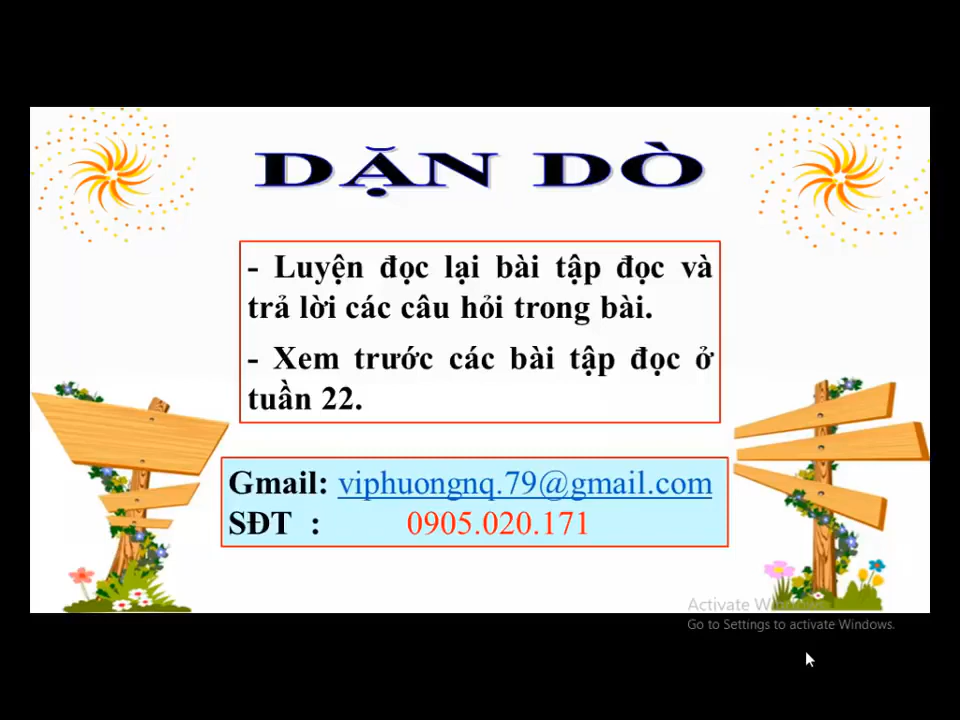 DẶN DÒ
- Luyện đọc lại bài tập đọc và
trả lời các câu hỏi trong bài.
- Xem trước các bài tập đọc ở
tuần 22.
Gmail: viphuongnq.79@gmail.com
SĐT : 0905.020.171
Activate Windows
Go to Settings to activate Windows.